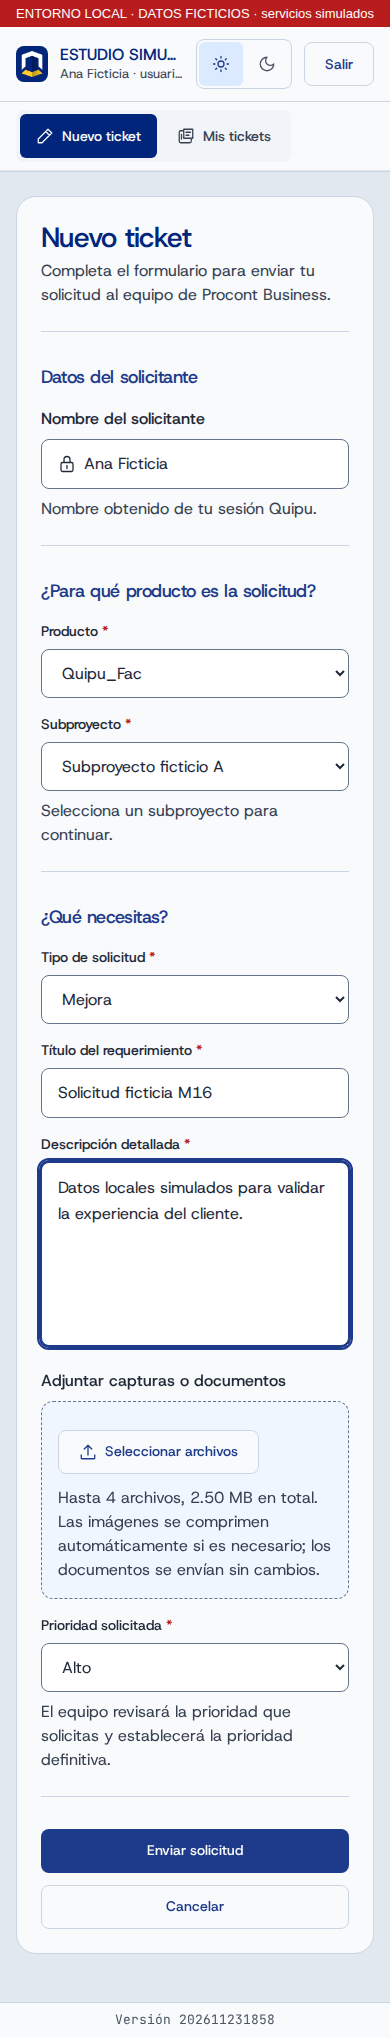 ENTORNO LOCAL · DATOS FICTICIOS · servicios simulados
ESTUDIO SIMU...
Ana Ficticia · usuari...
Salir
Nuevo ticket
Mis tickets
Nuevo ticket
Completa el formulario para enviar tu
solicitud al equipo de Procont Business.
Datos del solicitante
Nombre del solicitante
Ana Ficticia
Nombre obtenido de tu sesión Quipu.
¿Para qué producto es la solicitud?
Producto *
Quipu_Fac
Subproyecto *
Subproyecto ficticio A
Selecciona un subproyecto para
continuar.
¿Qué necesitas?
Tipo de solicitud *
Mejora
Título del requerimiento *
Solicitud ficticia M16
Descripción detallada *
Datos locales simulados para validar
la experiencia del cliente.
Adjuntar capturas o documentos
Seleccionar archivos
Hasta 4 archivos, 2.50 MB en total.
Las imágenes se comprimen
automáticamente si es necesario; los
documentos se envían sin cambios.
Prioridad solicitada *
Alto
El equipo revisará la prioridad que
solicitas y establecerá la prioridad
definitiva.
Enviar solicitud
Cancelar
Versión 202611231858